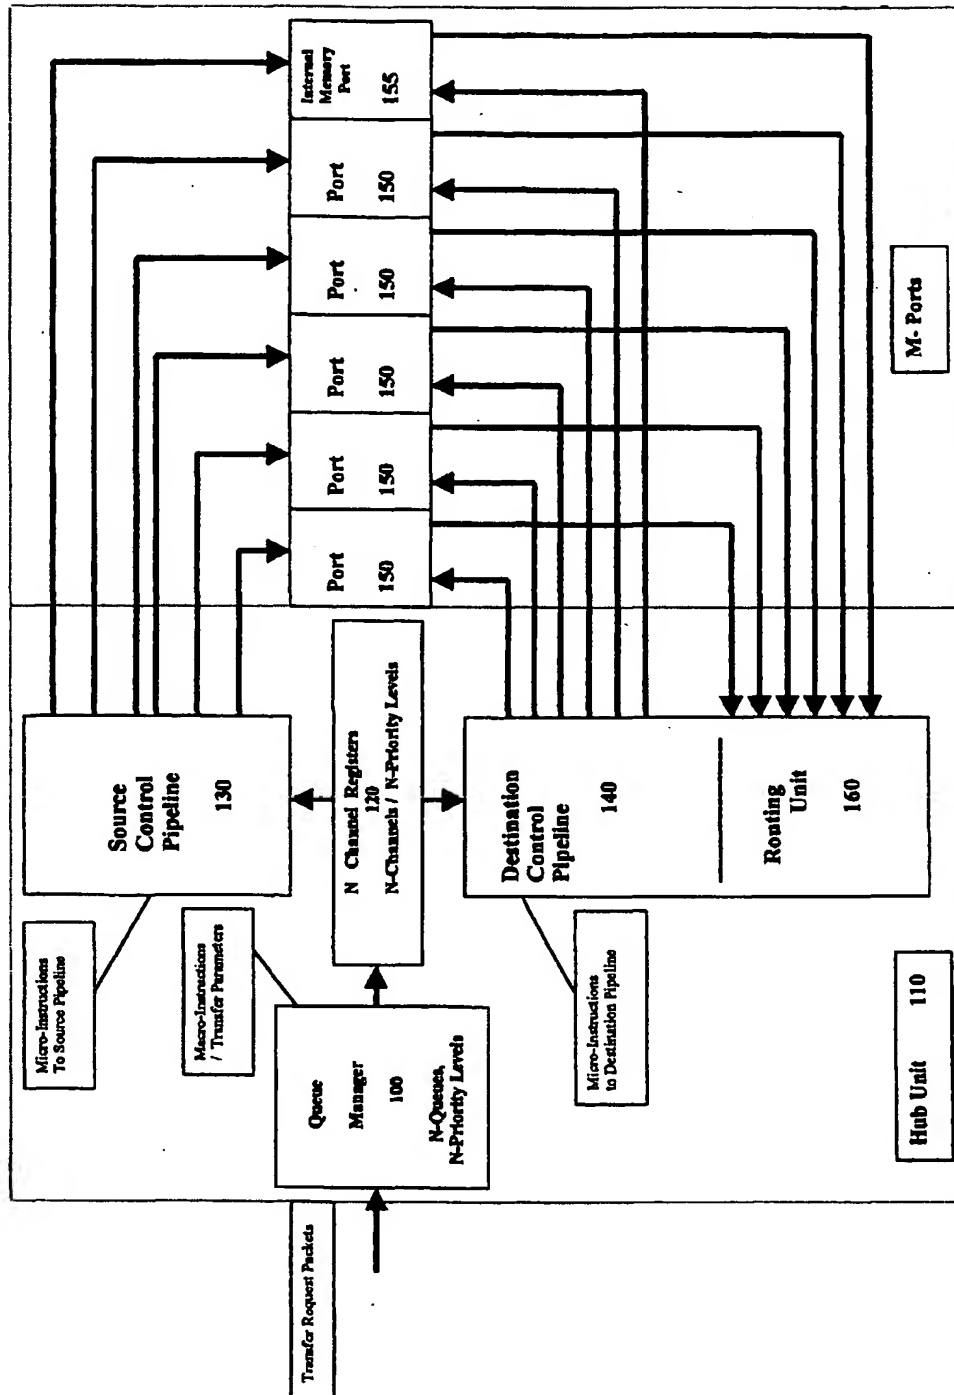 Transfer Request Packets
Queue
Manager
100
N-Queues,
N-Priority Levels
Micro-Instructions
To Source Pipeline
Macro-Instructions
/ Transfer Parameters
Micro-Instructions
to Destination Pipeline
Hub Unit 110
Source
Control
Pipeline
130
N Channel Registers
120
N-Channels / N-Priority Levels
Destination
Control
Pipeline
140
Routing
Unit
160
Port
150
Port
150
Port
150
Port
150
Port
150
Internal
Memory
Port
155
M- Ports